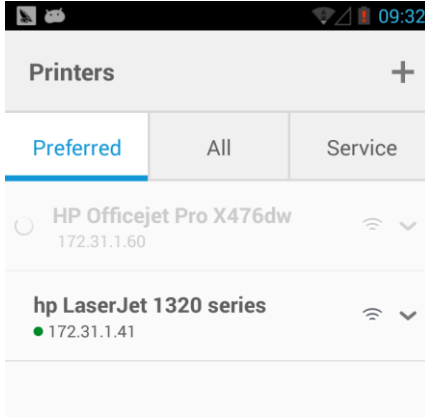 09:32
Printers
Preferred All Service
HP Officejet Pro X476dw
172.31.1.60
hp LaserJet 1320 series
172.31.1.41